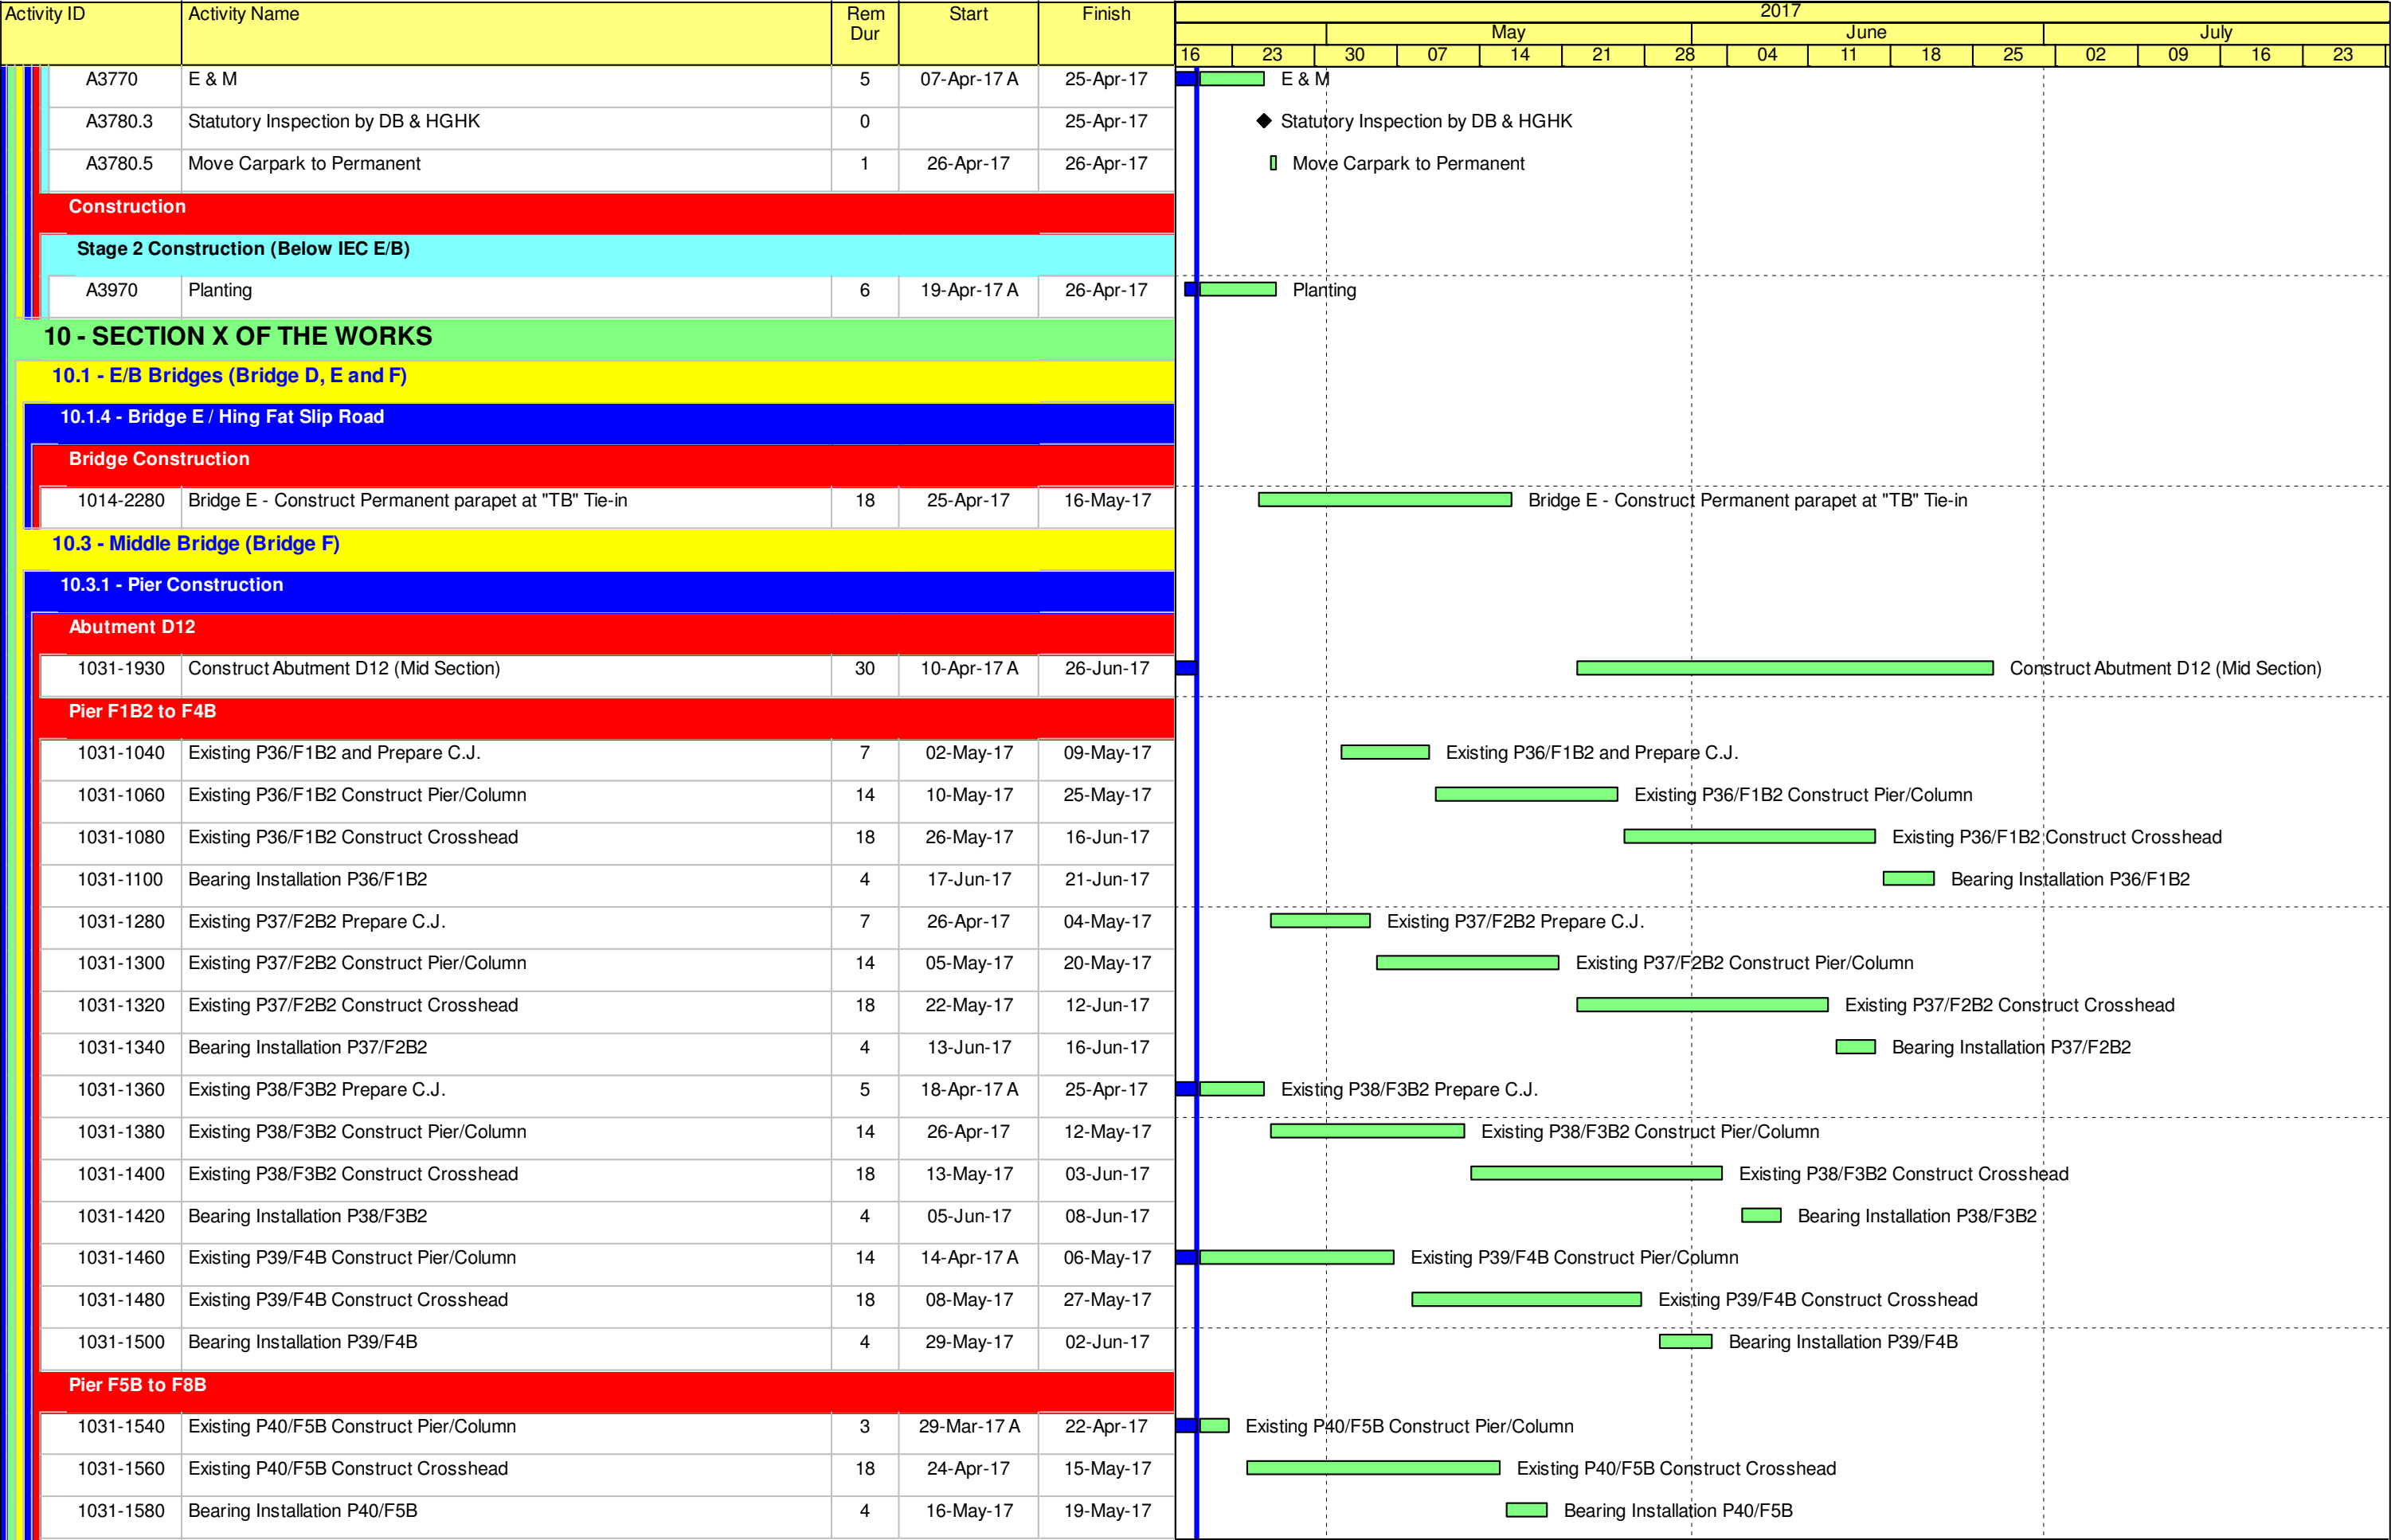 Activity ID Activity Name Rem Dur Start Finish 2017
May June July
16 23 30 07 14 21 28 04 11 18 25 02 09 16 23
A3770 E & M 5 07-Apr-17 A 25-Apr-17 E & M
A3780.3 Statutory Inspection by DB & HGHK 0 25-Apr-17 Statutory Inspection by DB & HGHK
A3780.5 Move Carpark to Permanent 1 26-Apr-17 26-Apr-17 Move Carpark to Permanent
Construction
Stage 2 Construction (Below IEC E/B)
A3970 Planting 6 19-Apr-17 A 26-Apr-17 Planting
10 - SECTION X OF THE WORKS
10.1 - E/B Bridges (Bridge D, E and F)
10.1.4 - Bridge E / Hing Fat Slip Road
Bridge Construction
1014-2280 Bridge E - Construct Permanent parapet at "TB" Tie-in 18 25-Apr-17 16-May-17 Bridge E - Construct Permanent parapet at "TB" Tie-in
10.3 - Middle Bridge (Bridge F)
10.3.1 - Pier Construction
Abutment D12
1031-1930 Construct Abutment D12 (Mid Section) 30 10-Apr-17 A 26-Jun-17 Construct Abutment D12 (Mid Section)
Pier F1B2 to F4B
1031-1040 Existing P36/F1B2 and Prepare C.J. 7 02-May-17 09-May-17 Existing P36/F1B2 and Prepare C.J.
1031-1060 Existing P36/F1B2 Construct Pier/Column 14 10-May-17 25-May-17 Existing P36/F1B2 Construct Pier/Column
1031-1080 Existing P36/F1B2 Construct Crosshead 18 26-May-17 16-Jun-17 Existing P36/F1B2 Construct Crosshead
1031-1100 Bearing Installation P36/F1B2 4 17-Jun-17 21-Jun-17 Bearing Installation P36/F1B2
1031-1280 Existing P37/F2B2 Prepare C.J. 7 26-Apr-17 04-May-17 Existing P37/F2B2 Prepare C.J.
1031-1300 Existing P37/F2B2 Construct Pier/Column 14 05-May-17 20-May-17 Existing P37/F2B2 Construct Pier/Column
1031-1320 Existing P37/F2B2 Construct Crosshead 18 22-May-17 12-Jun-17 Existing P37/F2B2 Construct Crosshead
1031-1340 Bearing Installation P37/F2B2 4 13-Jun-17 16-Jun-17 Bearing Installation P37/F2B2
1031-1360 Existing P38/F3B2 Prepare C.J. 5 18-Apr-17 A 25-Apr-17 Existing P38/F3B2 Prepare C.J.
1031-1380 Existing P38/F3B2 Construct Pier/Column 14 26-Apr-17 12-May-17 Existing P38/F3B2 Construct Pier/Column
1031-1400 Existing P38/F3B2 Construct Crosshead 18 13-May-17 03-Jun-17 Existing P38/F3B2 Construct Crosshead
1031-1420 Bearing Installation P38/F3B2 4 05-Jun-17 08-Jun-17 Bearing Installation P38/F3B2
1031-1460 Existing P39/F4B Construct Pier/Column 14 14-Apr-17 A 06-May-17 Existing P39/F4B Construct Pier/Column
1031-1480 Existing P39/F4B Construct Crosshead 18 08-May-17 27-May-17 Existing P39/F4B Construct Crosshead
1031-1500 Bearing Installation P39/F4B 4 29-May-17 02-Jun-17 Bearing Installation P39/F4B
Pier F5B to F8B
1031-1540 Existing P40/F5B Construct Pier/Column 3 29-Mar-17 A 22-Apr-17 Existing P40/F5B Construct Pier/Column
1031-1560 Existing P40/F5B Construct Crosshead 18 24-Apr-17 15-May-17 Existing P40/F5B Construct Crosshead
1031-1580 Bearing Installation P40/F5B 4 16-May-17 19-May-17 Bearing Installation P40/F5B